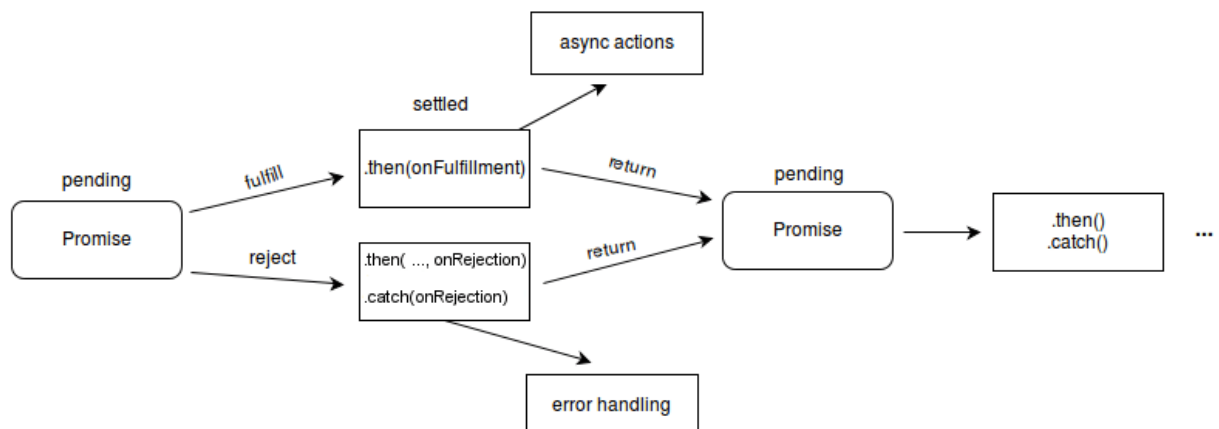 async actions
settled
.then(onFulfillment)
fulfill
return
pending
Promise
pending
Promise
.then()
.catch()
...
reject
.then( ..., onRejection)
.catch(onRejection)
return
error handling